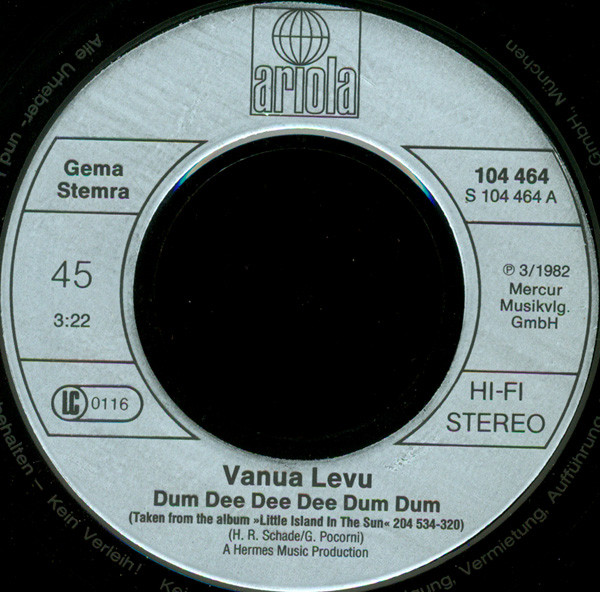 ariola
Gema
Stemra
104 464
S 104 464 A
45
3:22
℗ 3/1982
Mercur
Musikvlg.
GmbH
LC 0116
HI-FI
STEREO
Vanua Levu
Dum Dee Dee Dee Dum Dum
(Taken from the album »Little Island In The Sun« 204 534-320)
(H. R. Schade/G. Pocorni)
A Hermes Music Production
Alle Urheber- und
GmbH, München
behalten – Kein Verleih! Kei
Vermietung, Aufführung